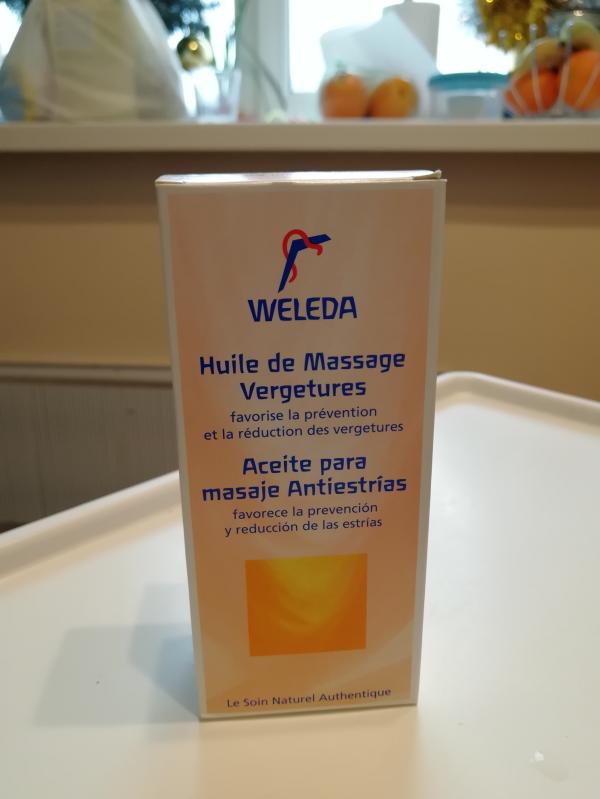 WELEDA
Huile de Massage
Vergetures
favorise la prévention
et la réduction des vergetures
Aceite para
masaje Antiestrías
favorece la prevención
y reducción de las estrías
Le Soin Naturel Authentique